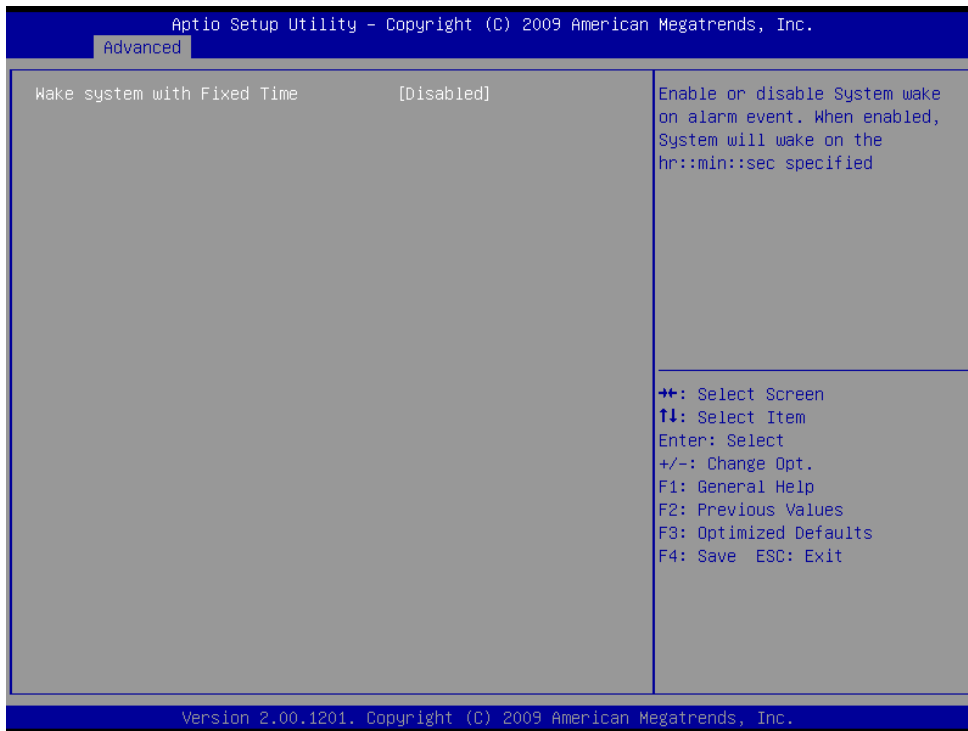 Aptio Setup Utility – Copyright (C) 2009 American Megatrends, Inc.
Advanced
Wake system with Fixed Time [Disabled]
Enable or disable System wake
on alarm event. When enabled,
System will wake on the
hr::min::sec specified
→←: Select Screen
↑↓: Select Item
Enter: Select
+/-: Change Opt.
F1: General Help
F2: Previous Values
F3: Optimized Defaults
F4: Save ESC: Exit
Version 2.00.1201. Copyright (C) 2009 American Megatrends, Inc.